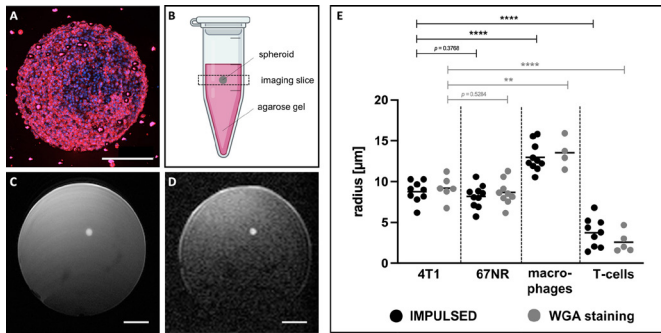 A
B
spheroid
imaging slice
agarose gel
C
D
E
****
****
p = 0.3768
****
**
p = 0.5284
radius [µm]
20
15
10
5
0
4T1
67NR
macro-
phages
T-cells
IMPULSED
WGA staining